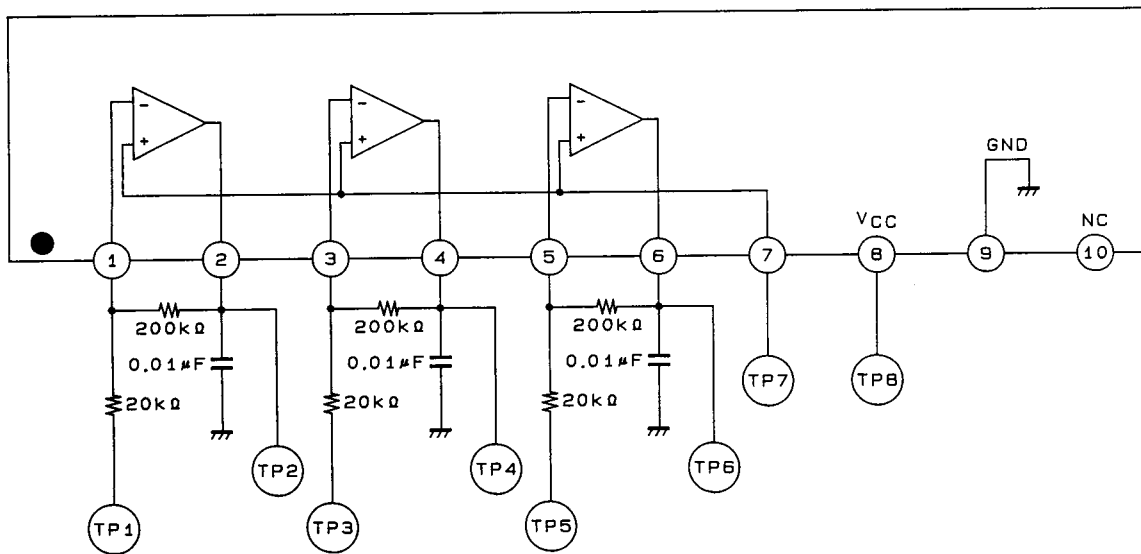 - + - + - +
GND
VCC
NC
1 2 3 4 5 6 7 8 9 10
200kΩ 200kΩ 200kΩ
0.01μF 0.01μF 0.01μF
20kΩ 20kΩ 20kΩ
TP7 TP8
TP2 TP4 TP6
TP1 TP3 TP5